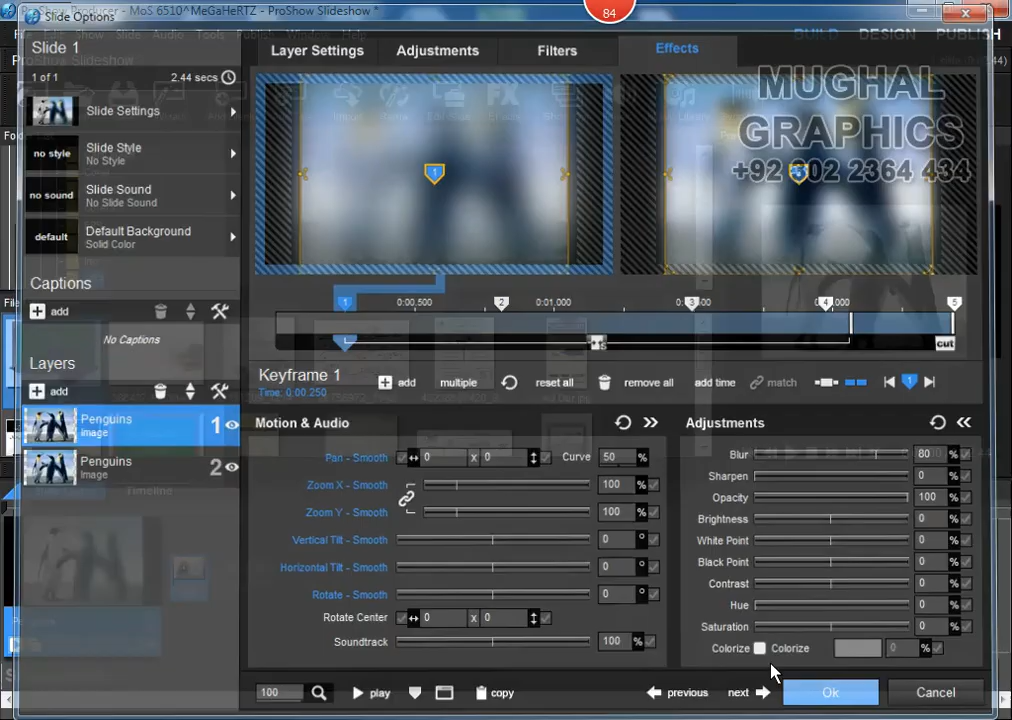 ProShow Producer - MoS 6510^MeGaHeRTZ - ProShow Slideshow *
84
Slide Options
BUILD DESIGN PUBLISH
Slide 1
1 of 1 2.44 secs
Slide Settings
no style Slide Style
No Style
no sound Slide Sound
No Slide Sound
default Default Background
Solid Color
Captions
add
No Captions
Layers
add
Penguins
image
1
Penguins
image
2
Timeline
Layer Settings Adjustments Filters Effects
MUGHAL
GRAPHICS
+92 302 2364 434
1
1 0:00.500 2 0:01.000 3 4 5
cut
Keyframe 1
Time: 0:00.250
add multiple reset all remove all add time match 1
Motion & Audio
Pan - Smooth 0 x 0 Curve 50 %
Zoom X - Smooth 100 %
Zoom Y - Smooth 100 %
Vertical Tilt - Smooth 0 °
Horizontal Tilt - Smooth 0 °
Rotate - Smooth 0 °
Rotate Center 0 x 0
Soundtrack 100 %
Adjustments
Blur 80 %
Sharpen 0 %
Opacity 100 %
Brightness 0 %
White Point 0 %
Black Point 0 %
Contrast 0 %
Hue 0 %
Saturation 0 %
Colorize Colorize 0 %
100 play copy previous next Ok Cancel